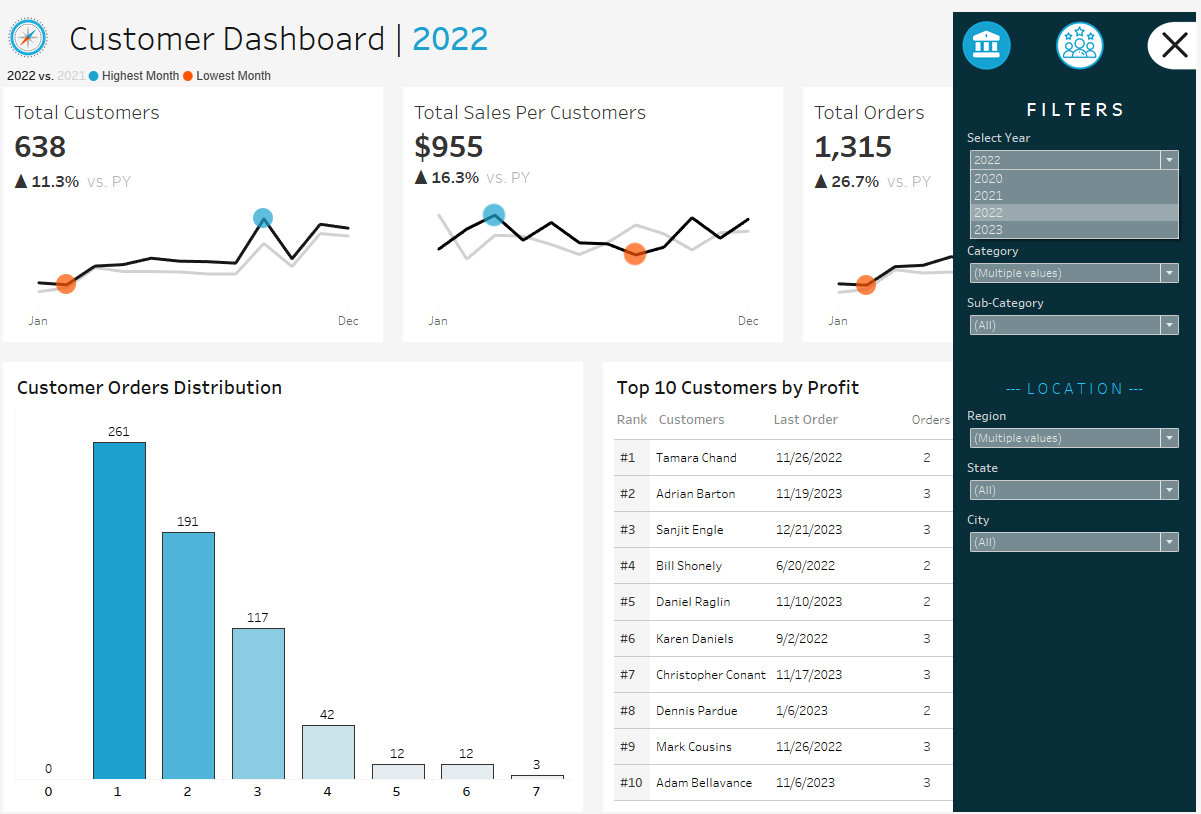 Customer Dashboard | 2022
2022 vs. 2021 Highest Month Lowest Month
Total Customers
638
▲ 11.3% vs. PY
Jan Dec
Total Sales Per Customers
$955
▲ 16.3% vs. PY
Jan Dec
Total Orders
1,315
▲ 26.7% vs. PY
Jan
Customer Orders Distribution
261
191
117
42
12
12
3
0
0 1 2 3 4 5 6 7
Top 10 Customers by Profit
Rank Customers Last Order Orders
#1 Tamara Chand 11/26/2022 2
#2 Adrian Barton 11/19/2023 3
#3 Sanjit Engle 12/21/2023 3
#4 Bill Shonely 6/20/2022 2
#5 Daniel Raglin 11/10/2023 2
#6 Karen Daniels 9/2/2022 3
#7 Christopher Conant 11/17/2023 3
#8 Dennis Pardue 1/6/2023 2
#9 Mark Cousins 11/26/2022 3
#10 Adam Bellavance 11/6/2023 3
FILTERS
Select Year
2022
2020
2021
2022
2023
Category
(Multiple values)
Sub-Category
(All)
--- LOCATION ---
Region
(Multiple values)
State
(All)
City
(All)